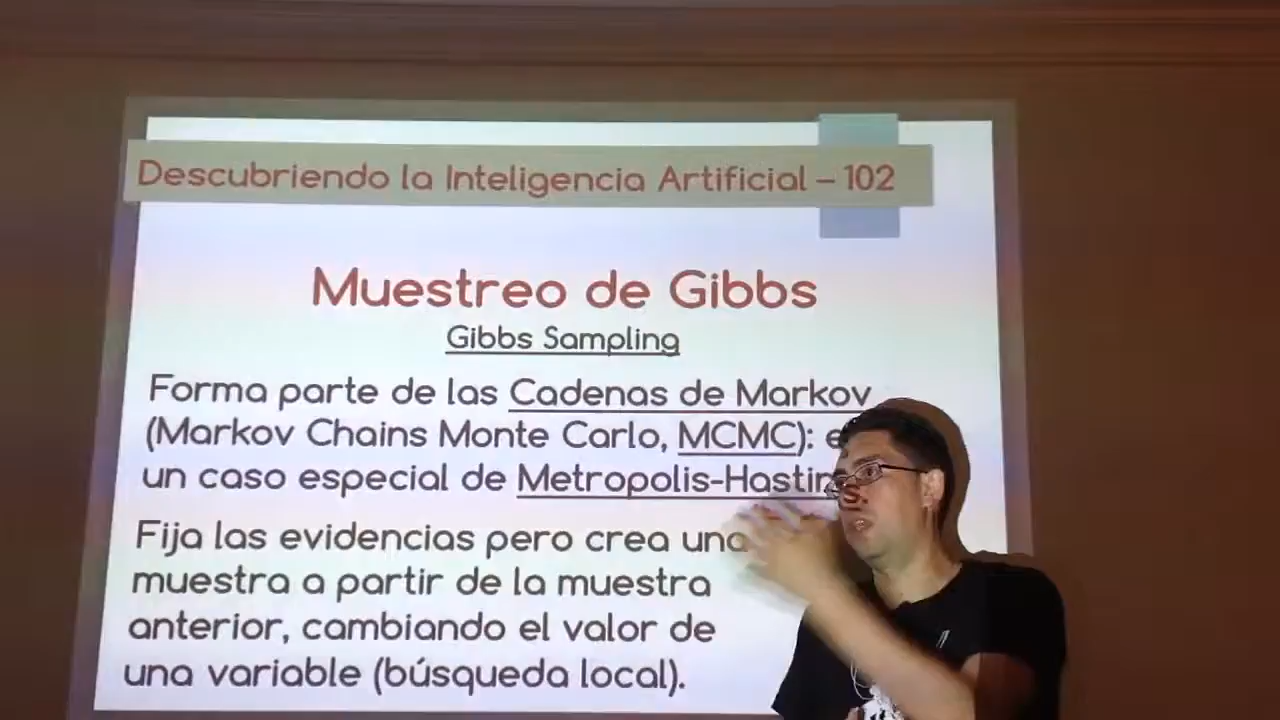 Descubriendo la Inteligencia Artificial – 102
Muestreo de Gibbs
Gibbs Sampling
Forma parte de las Cadenas de Markov
(Markov Chains Monte Carlo, MCMC):
un caso especial de
Fija las evidencias pero crea una
muestra a partir de la muestra
anterior, cambiando el valor de
una variable (búsqueda local).